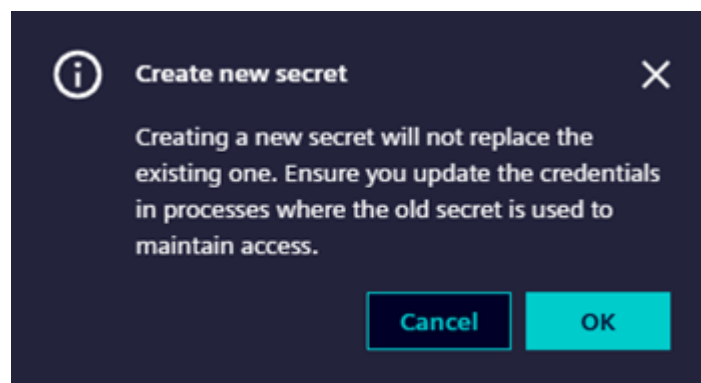 Create new secret
Creating a new secret will not replace the
existing one. Ensure you update the credentials
in processes where the old secret is used to
maintain access.
Cancel OK